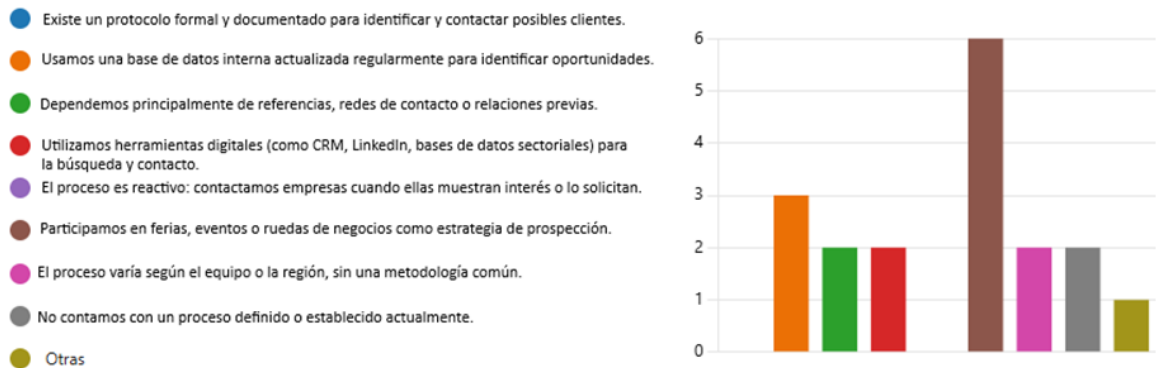 Existe un protocolo formal y documentado para identificar y contactar posibles clientes.
Usamos una base de datos interna actualizada regularmente para identificar oportunidades.
Dependemos principalmente de referencias, redes de contacto o relaciones previas.
Utilizamos herramientas digitales (como CRM, LinkedIn, bases de datos sectoriales) para
la búsqueda y contacto.
El proceso es reactivo: contactamos empresas cuando ellas muestran interés o lo solicitan.
Participamos en ferias, eventos o ruedas de negocios como estrategia de prospección.
El proceso varía según el equipo o la región, sin una metodología común.
No contamos con un proceso definido o establecido actualmente.
Otras
6
5
4
3
2
1
0